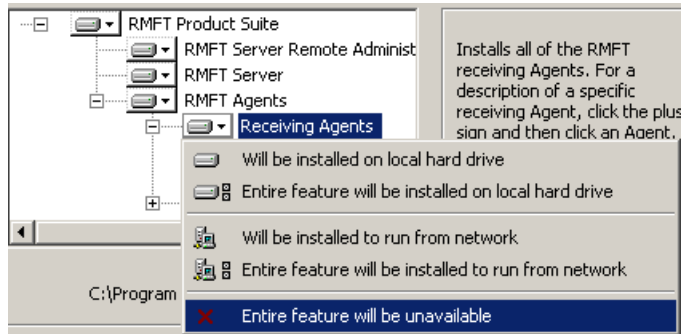 RMFT Product Suite
RMFT Server Remote Administ
RMFT Server
RMFT Agents
Receiving Agents
Installs all of the RMFT
receiving Agents. For a
description of a specific
receiving Agent, click the plus
sign and then click an Agent.
Will be installed on local hard drive
Entire feature will be installed on local hard drive
Will be installed to run from network
Entire feature will be installed to run from network
Entire feature will be unavailable
C:\Program